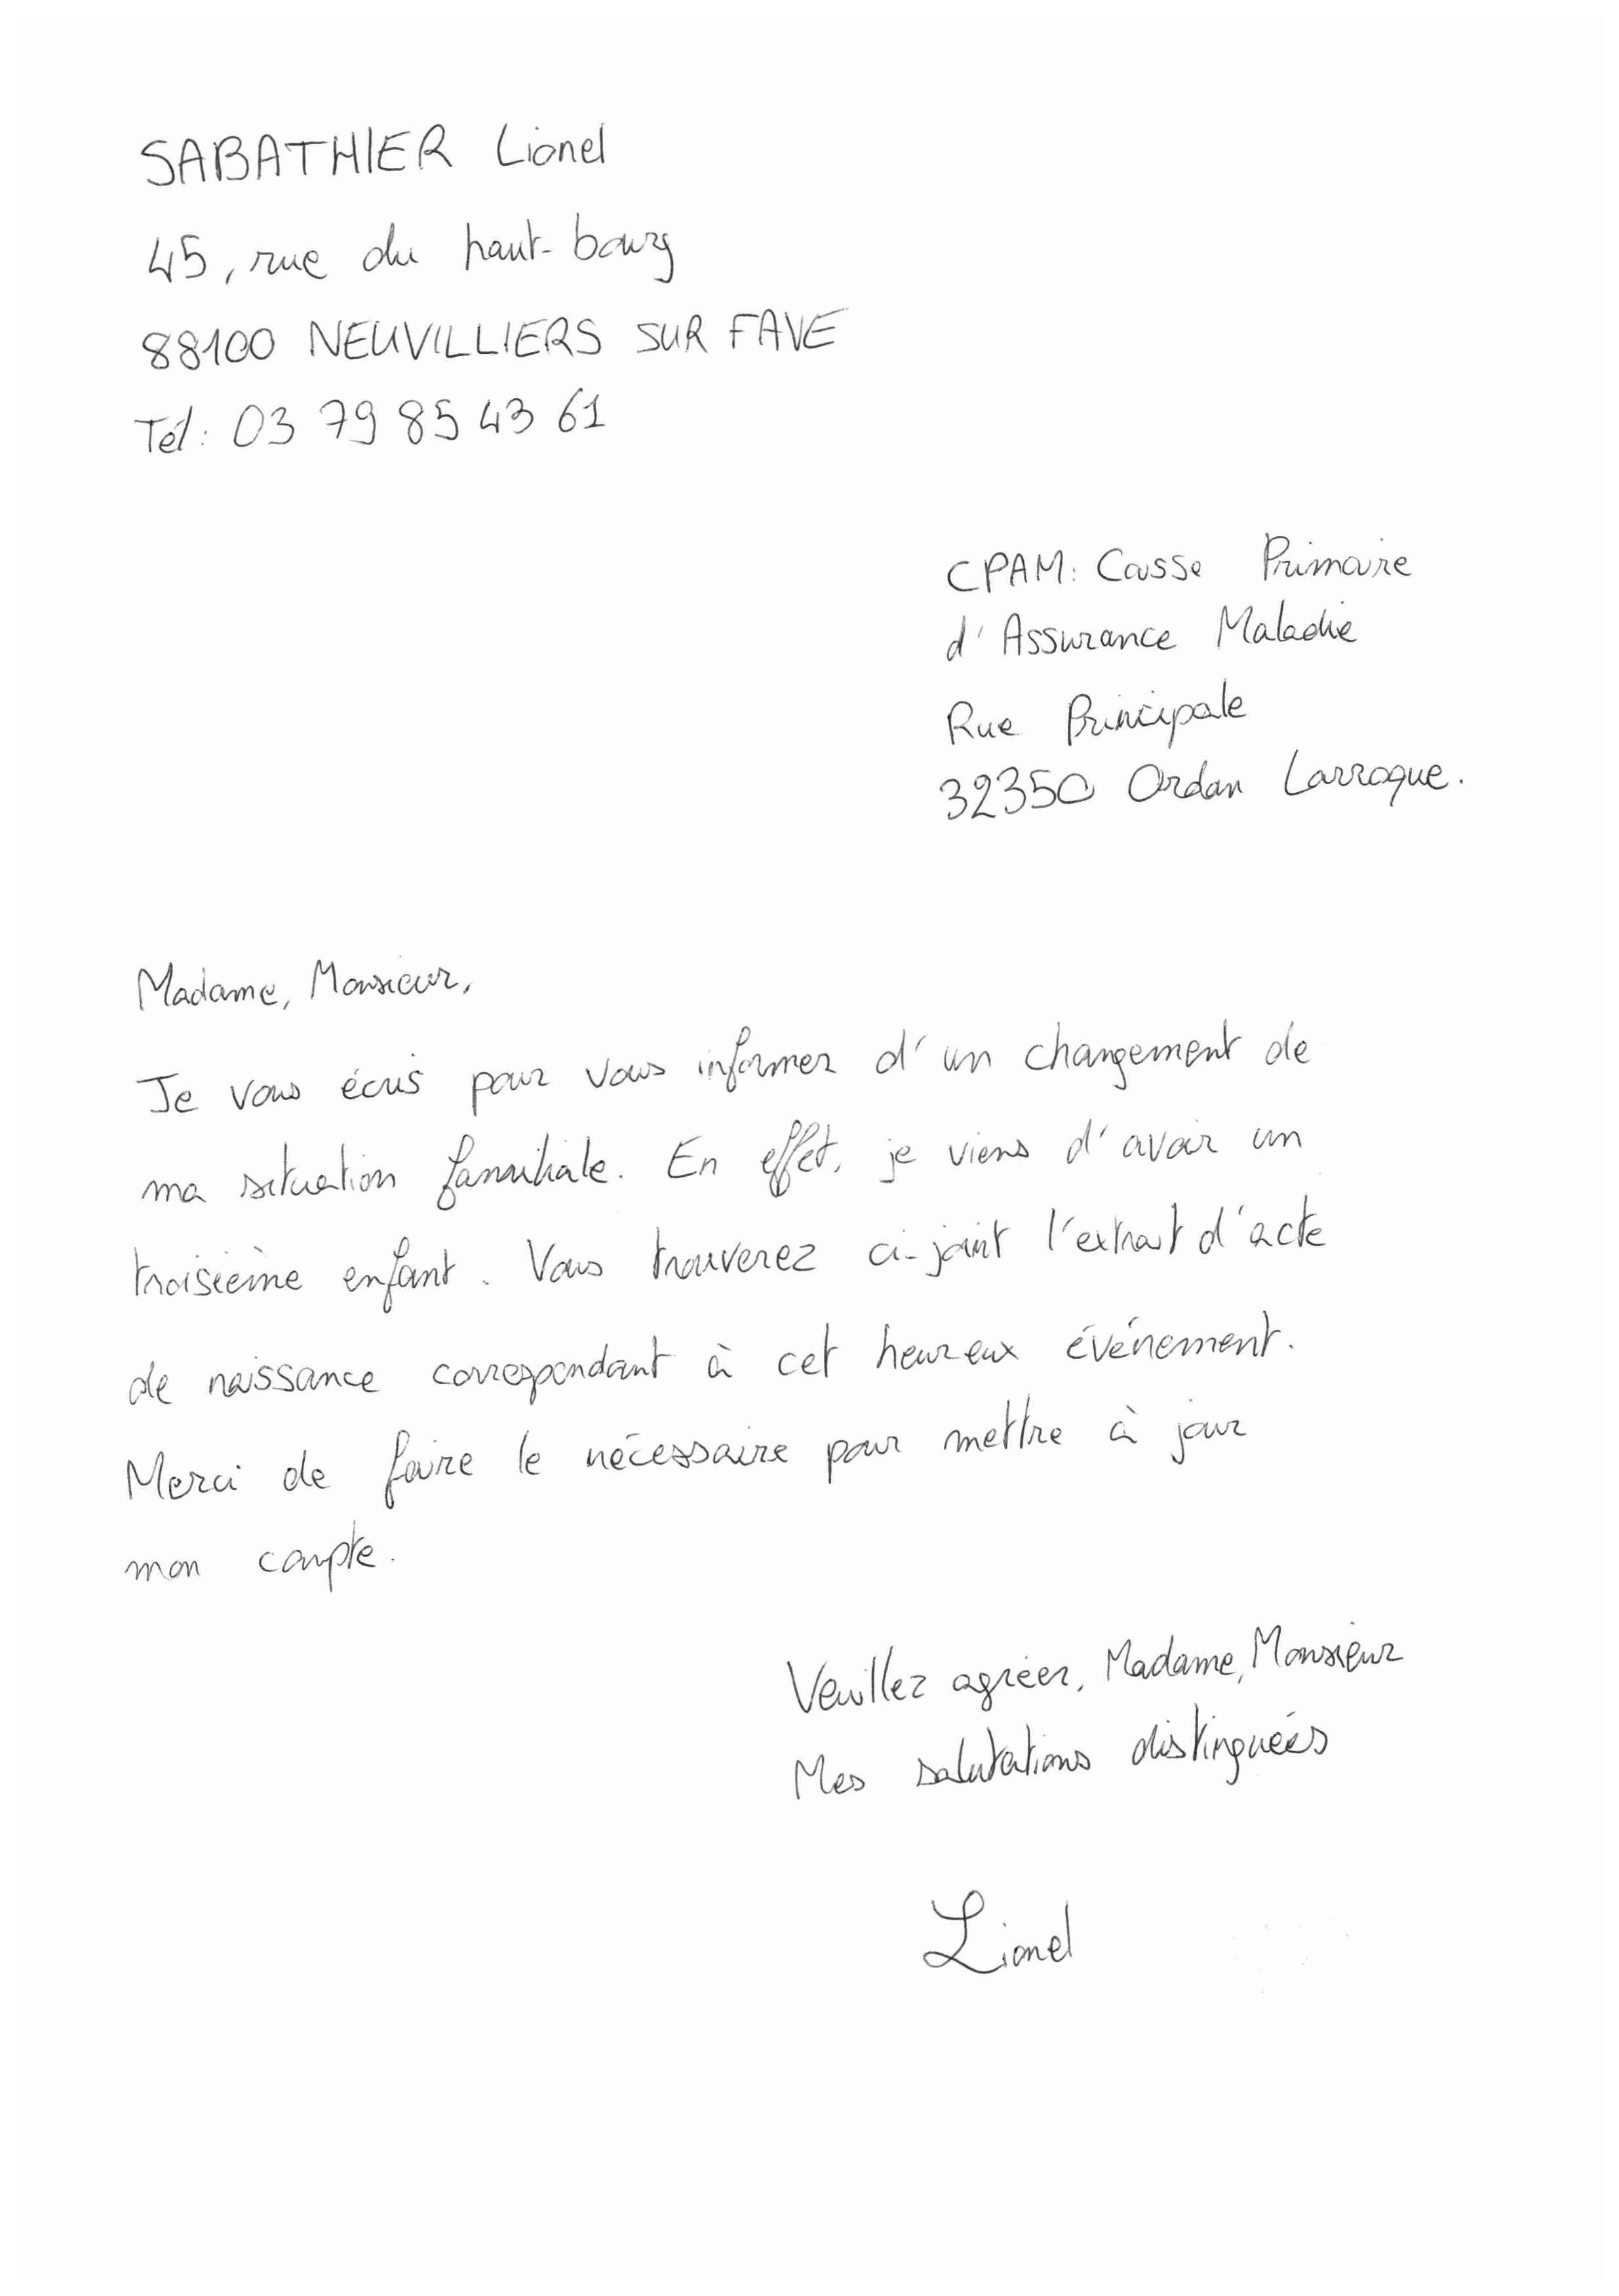 SABATHIER Lionel
45, rue du haut-bourg
88100 NEUVILLIERS SUR FAVE
Tél: 03 79 85 43 61
CPAM: Caisse Primaire
d'Assurance Maladie
Rue Principale
32350 Ordan Larroque.
Madame, Monsieur,
Je vous écris pour vous informer d'un changement de
ma situation familiale. En effet, je viens d'avoir un
troisième enfant. Vous trouverez ci-joint l'extrait d'acte
de naissance correspondant à cet heureux événement.
Merci de faire le nécessaire pour mettre à jour
mon compte.
Veuillez agréer, Madame, Monsieur
Mes salutations distinguées
Lionel